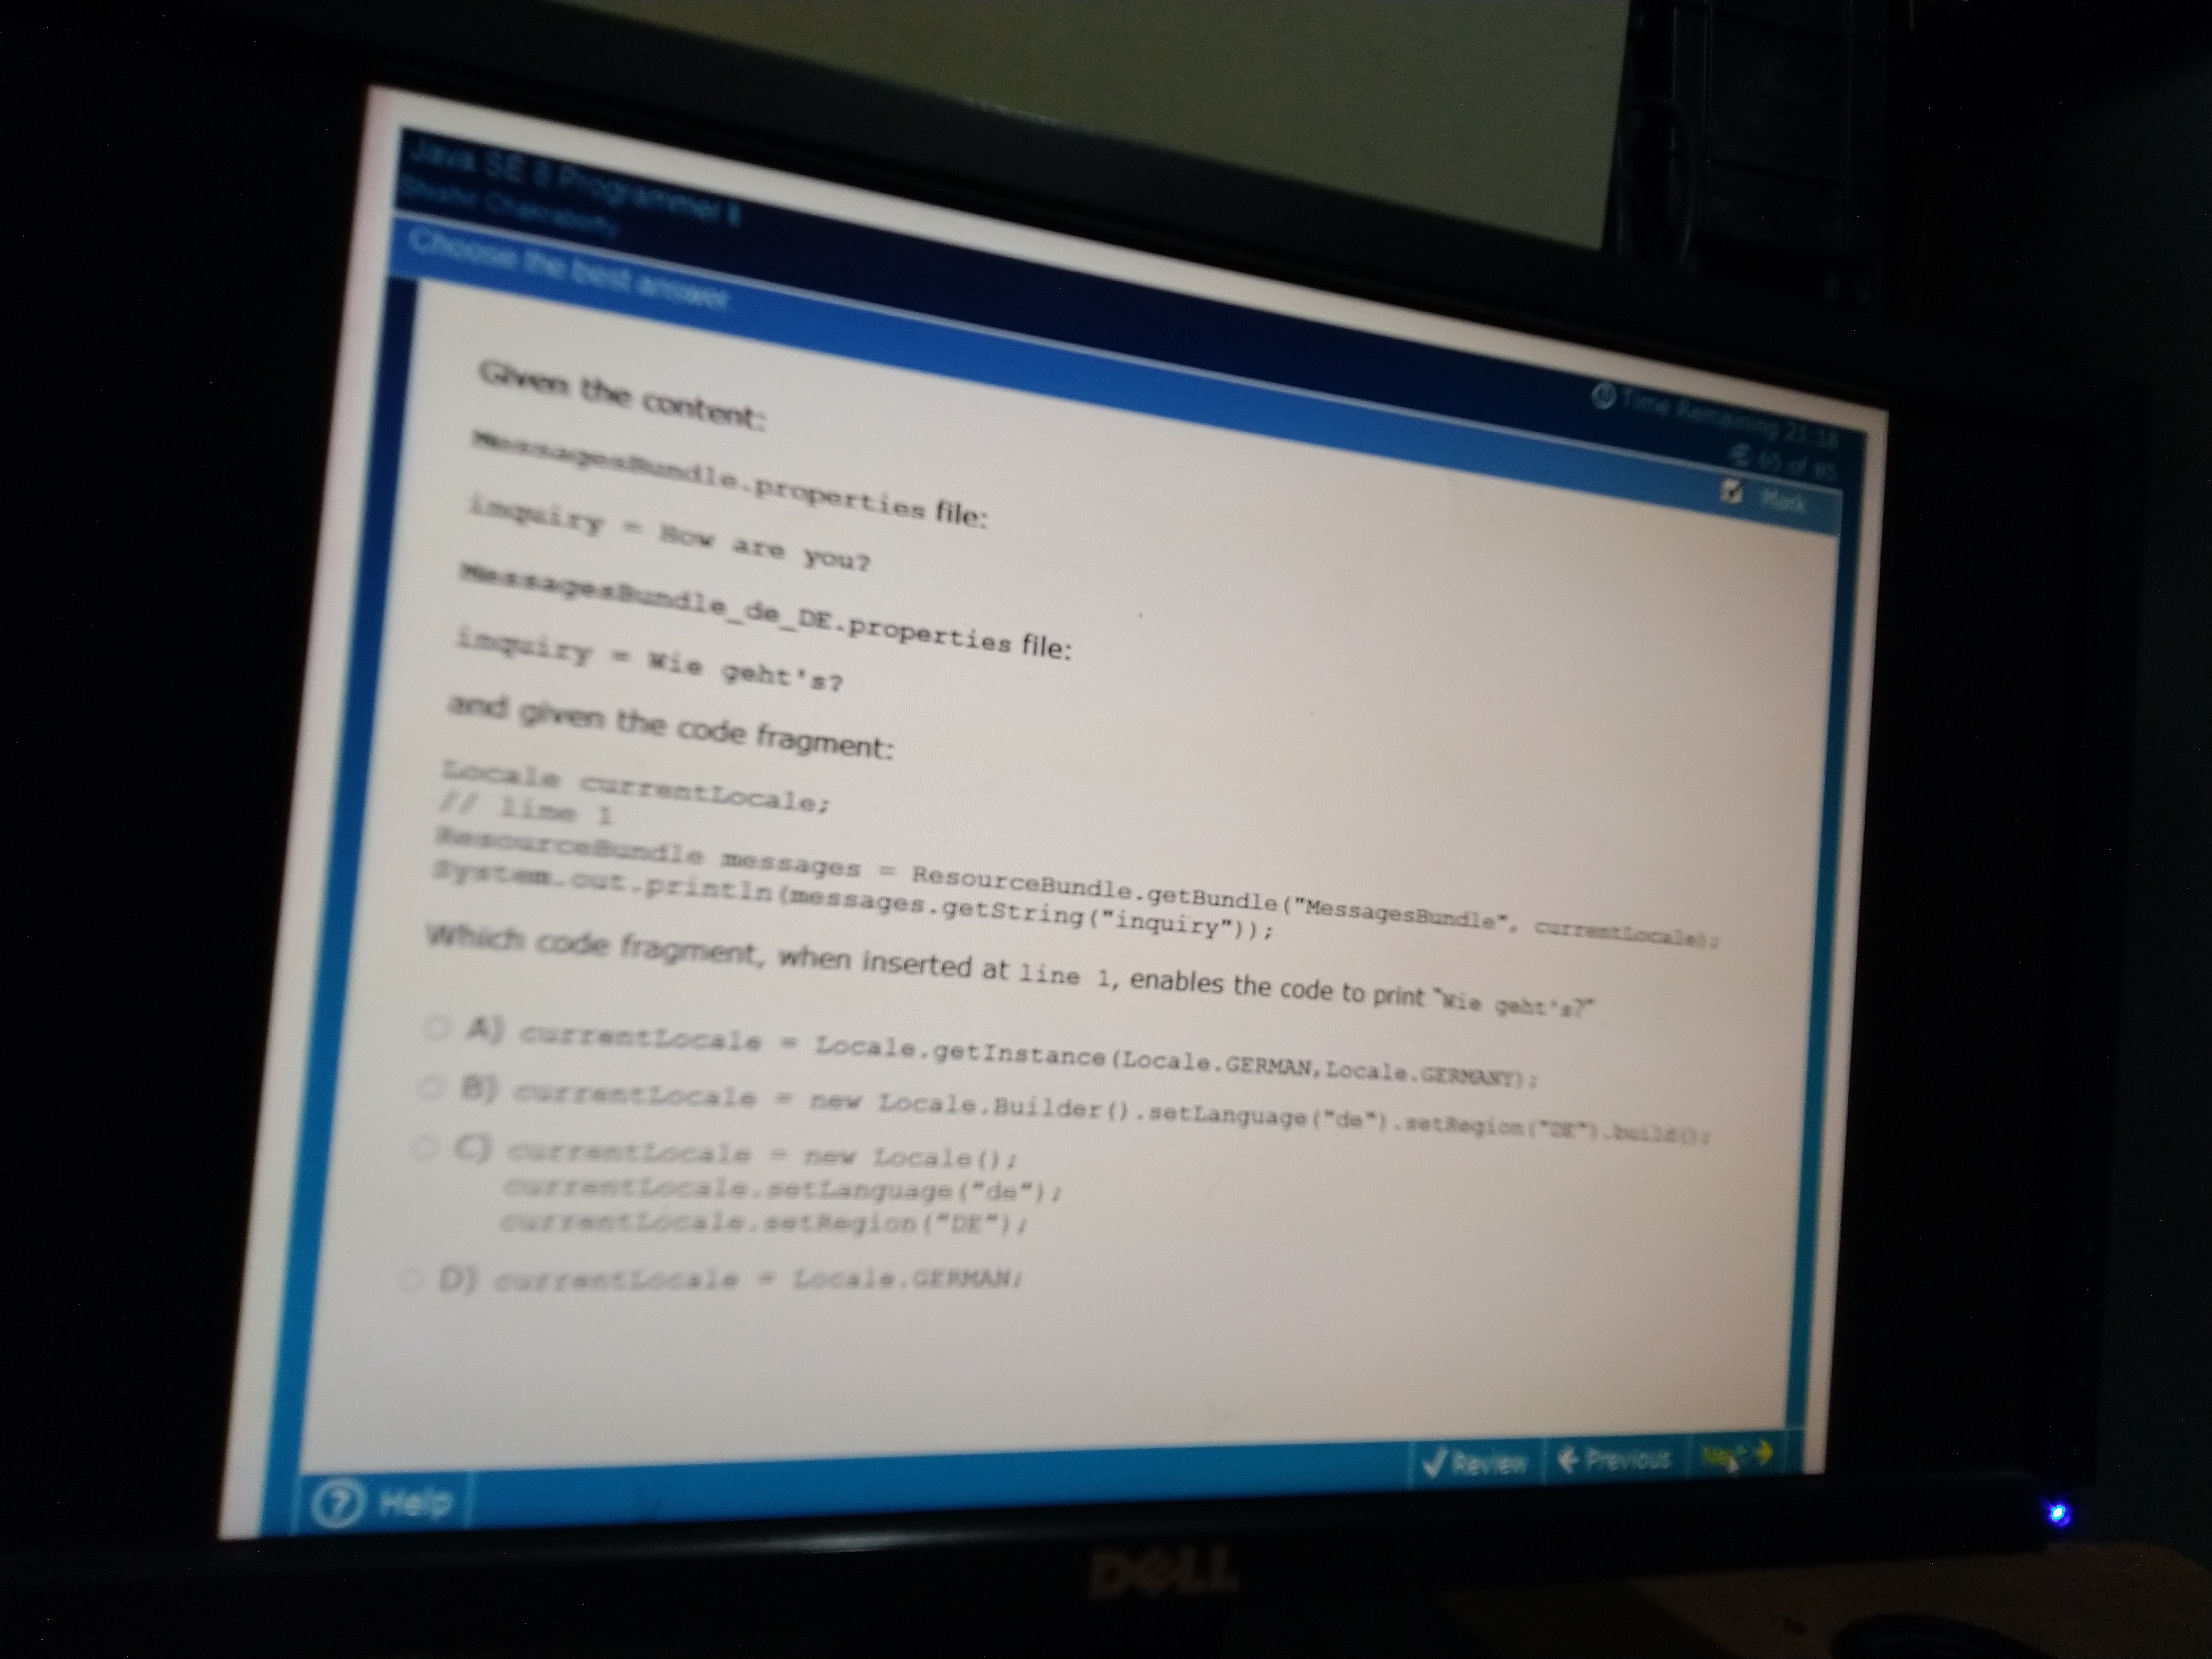 Java SE 8 Programmer II
Shishir Chakraborty
Choose the best answer.
Time Remaining 21:18
65 of 85
Mark
Given the content:
MessagesBundle.properties file:
inquiry = How are you?
MessagesBundle_de_DE.properties file:
inquiry = Wie geht's?
and given the code fragment:
Locale currentLocale;
// line 1
ResourceBundle messages = ResourceBundle.getBundle("MessagesBundle", currentLocale);
System.out.println(messages.getString("inquiry"));
Which code fragment, when inserted at line 1, enables the code to print "Wie geht's?"
A) currentLocale = Locale.getInstance(Locale.GERMAN,Locale.GERMANY);
B) currentLocale = new Locale.Builder().setLanguage("de").setRegion("DE").build();
C) currentLocale = new Locale();
currentLocale.setLanguage("de");
currentLocale.setRegion("DE");
D) currentLocale = Locale.GERMAN;
Help
Review
Previous
Next
DELL